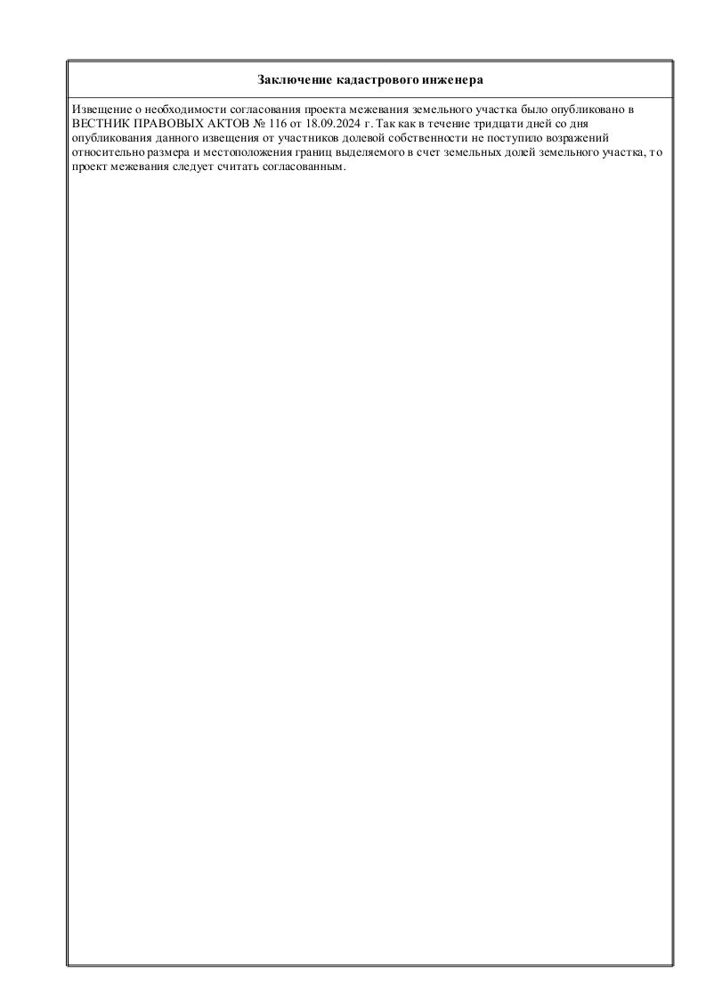 Заключение кадастрового инженера
Извещение о необходимости согласования проекта межевания земельного участка было опубликовано в
ВЕСТНИК ПРАВОВЫХ АКТОВ № 116 от 18.09.2024 г. Так как в течение тридцати дней со дня
опубликования данного извещения от участников долевой собственности не поступило возражений
относительно размера и местоположения границ выделяемого в счет земельных долей земельного участка, то
проект межевания следует считать согласованным.